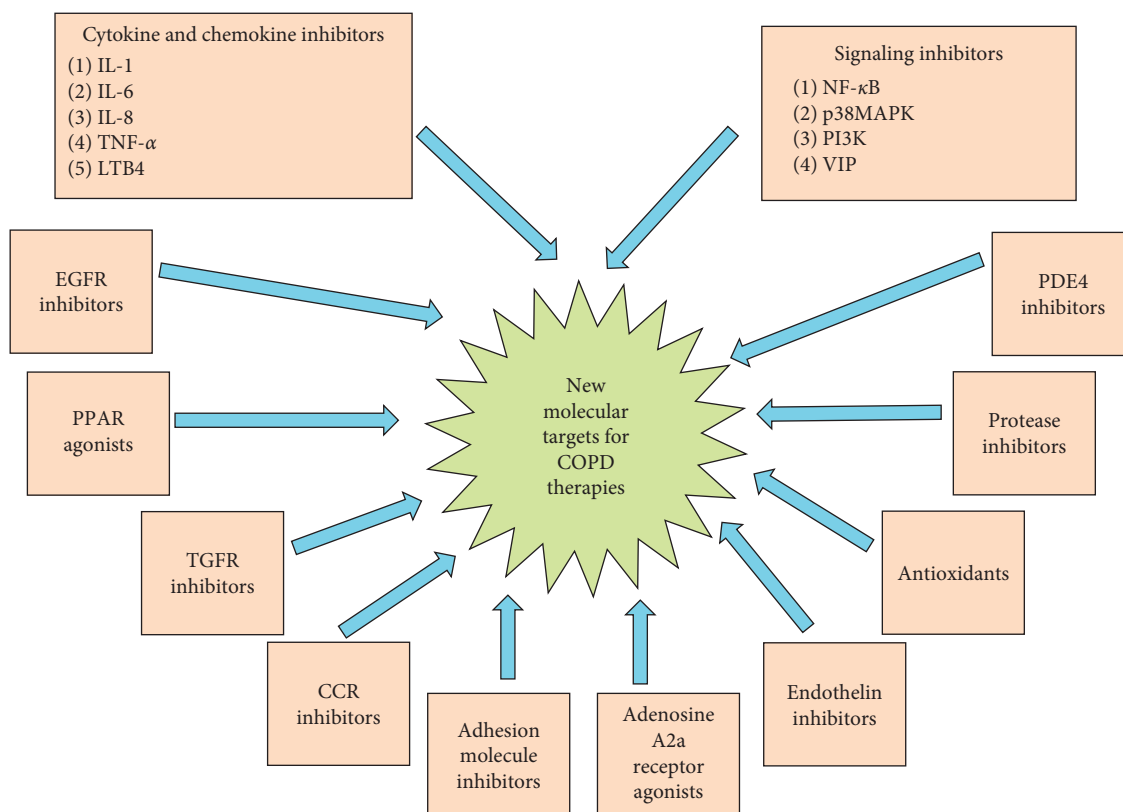 Cytokine and chemokine inhibitors
(1) IL-1
(2) IL-6
(3) IL-8
(4) TNF-α
(5) LTB4
Signaling inhibitors
(1) NF-κB
(2) p38MAPK
(3) PI3K
(4) VIP
EGFR
inhibitors
PDE4
inhibitors
New
molecular
targets for
COPD
therapies
PPAR
agonists
Protease
inhibitors
TGFR
inhibitors
Antioxidants
CCR
inhibitors
Endothelin
inhibitors
Adhesion
molecule
inhibitors
Adenosine
A2a
receptor
agonists